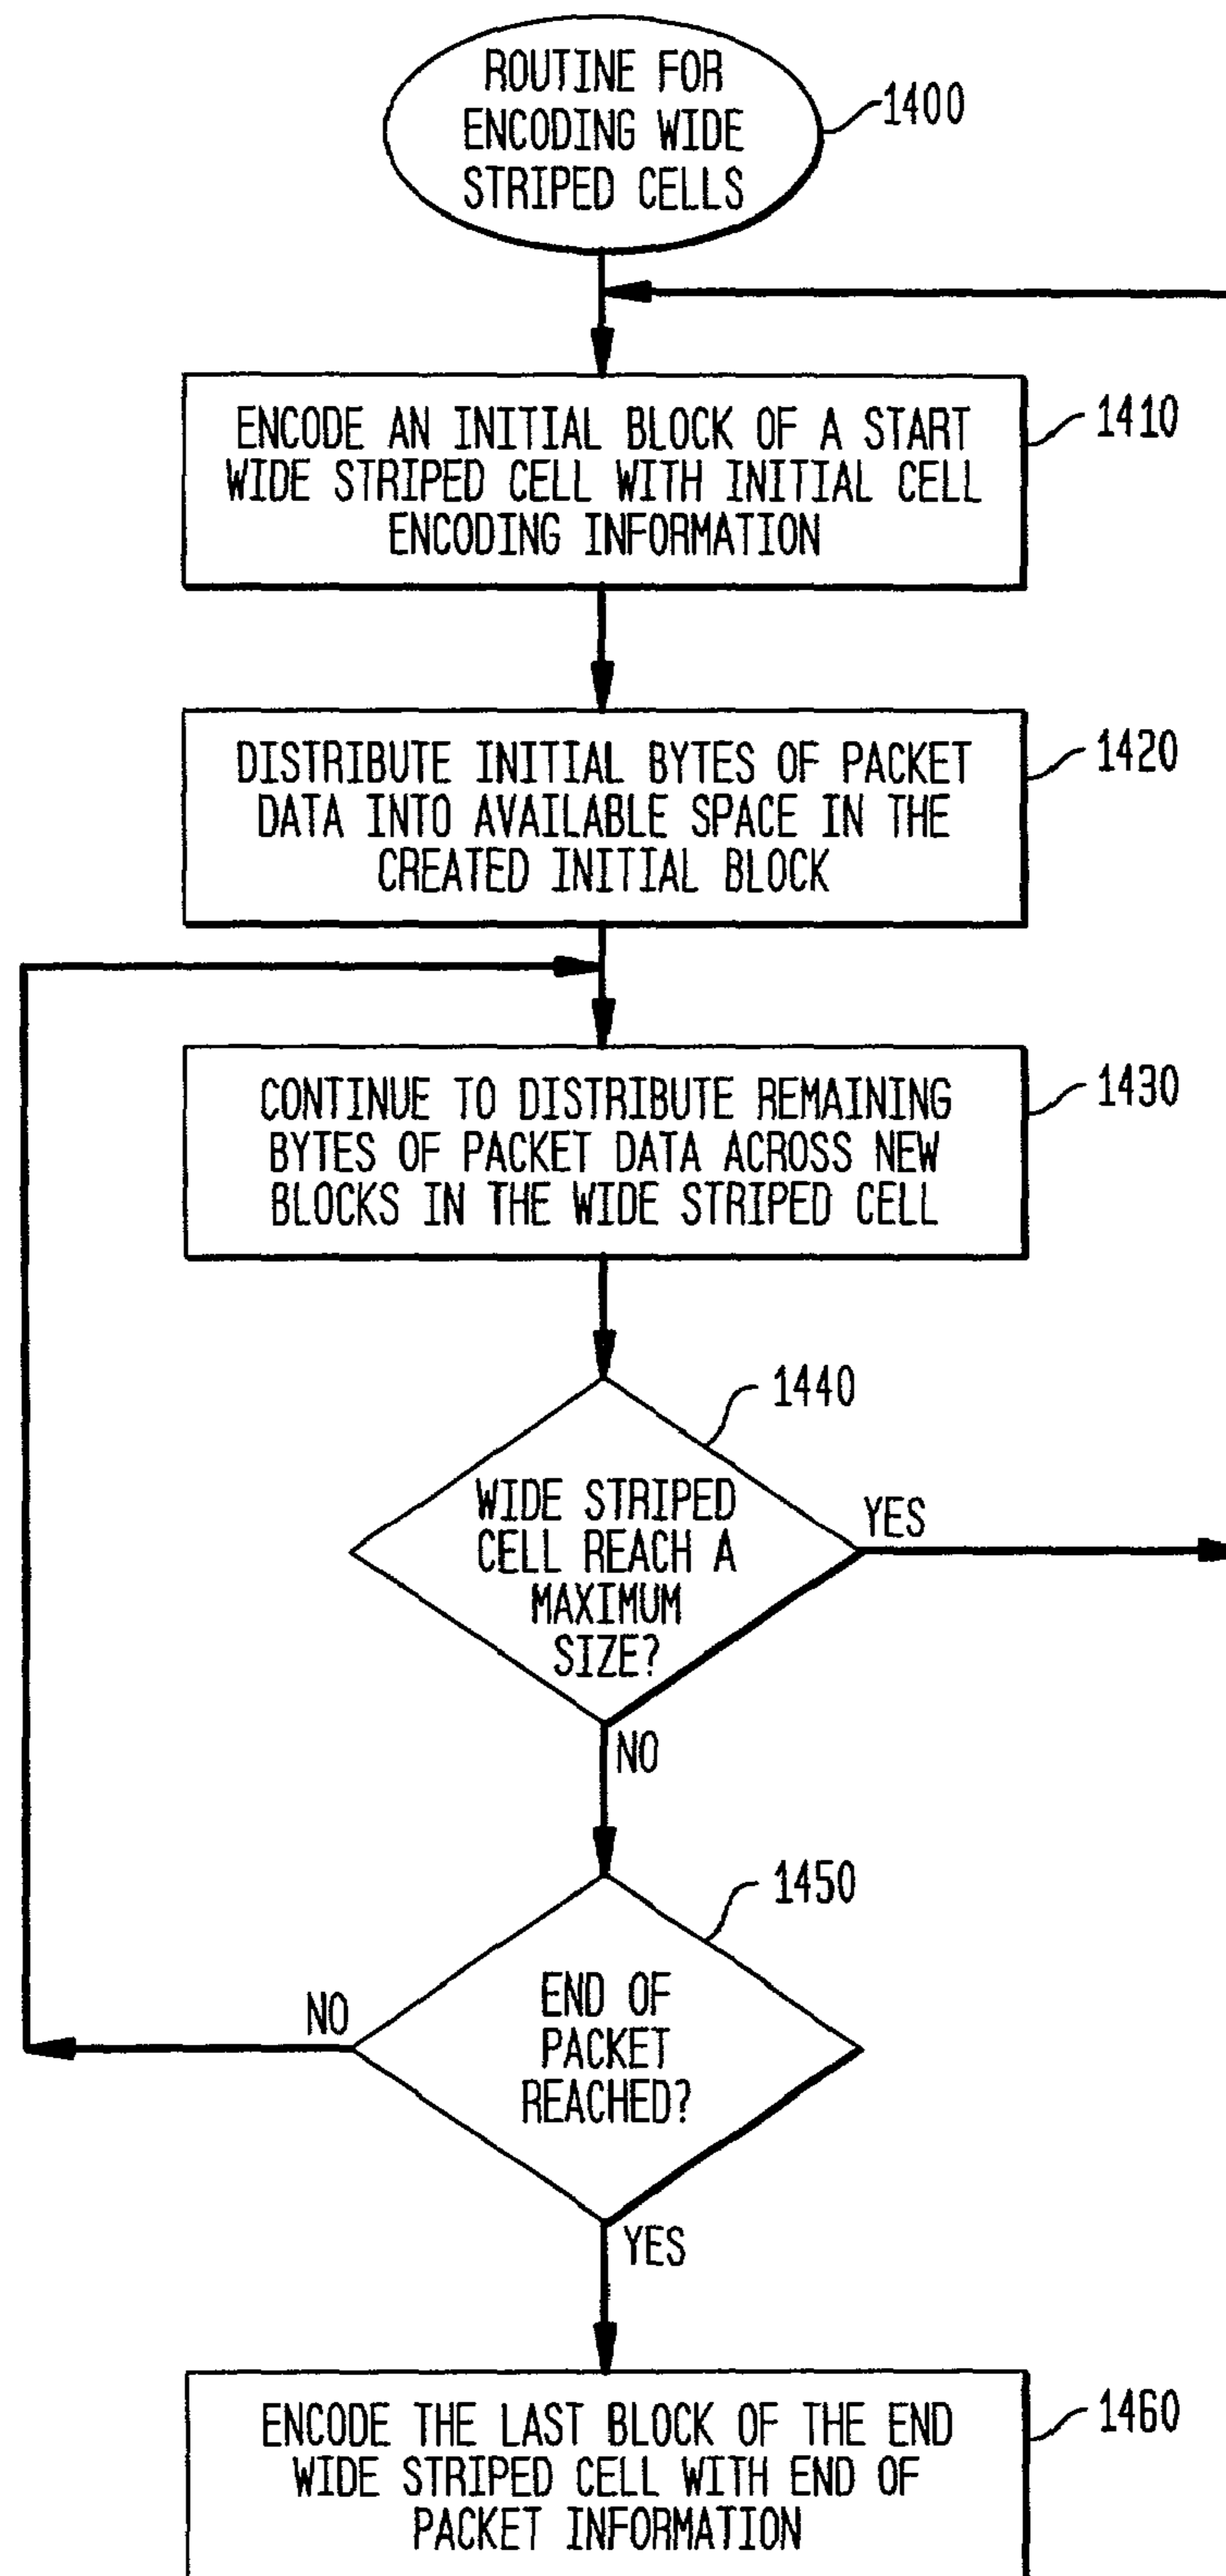 ROUTINE FOR
ENCODING WIDE
STRIPED CELLS
1400
ENCODE AN INITIAL BLOCK OF A START
WIDE STRIPED CELL WITH INITIAL CELL
ENCODING INFORMATION
1410
DISTRIBUTE INITIAL BYTES OF PACKET
DATA INTO AVAILABLE SPACE IN THE
CREATED INITIAL BLOCK
1420
CONTINUE TO DISTRIBUTE REMAINING
BYTES OF PACKET DATA ACROSS NEW
BLOCKS IN THE WIDE STRIPED CELL
1430
1440
WIDE STRIPED
CELL REACH A
MAXIMUM
SIZE?
YES
NO
1450
END OF
PACKET
REACHED?
NO
YES
ENCODE THE LAST BLOCK OF THE END
WIDE STRIPED CELL WITH END OF
PACKET INFORMATION
1460